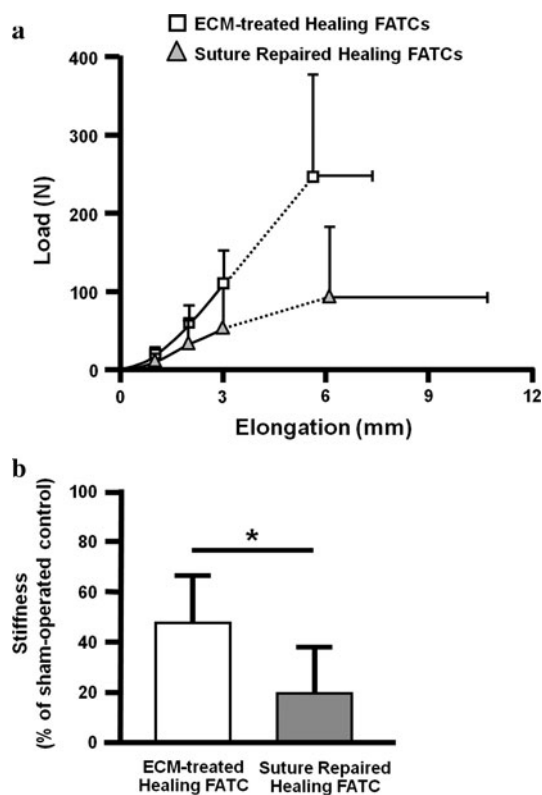 a
ECM-treated Healing FATCs
Suture Repaired Healing FATCs
400
300
200
100
0
Load (N)
0 3 6 9 12
Elongation (mm)
b
100
80
60
40
20
0
Stiffness
(% of sham-operated control)
*
ECM-treated
Healing FATC
Suture Repaired
Healing FATC